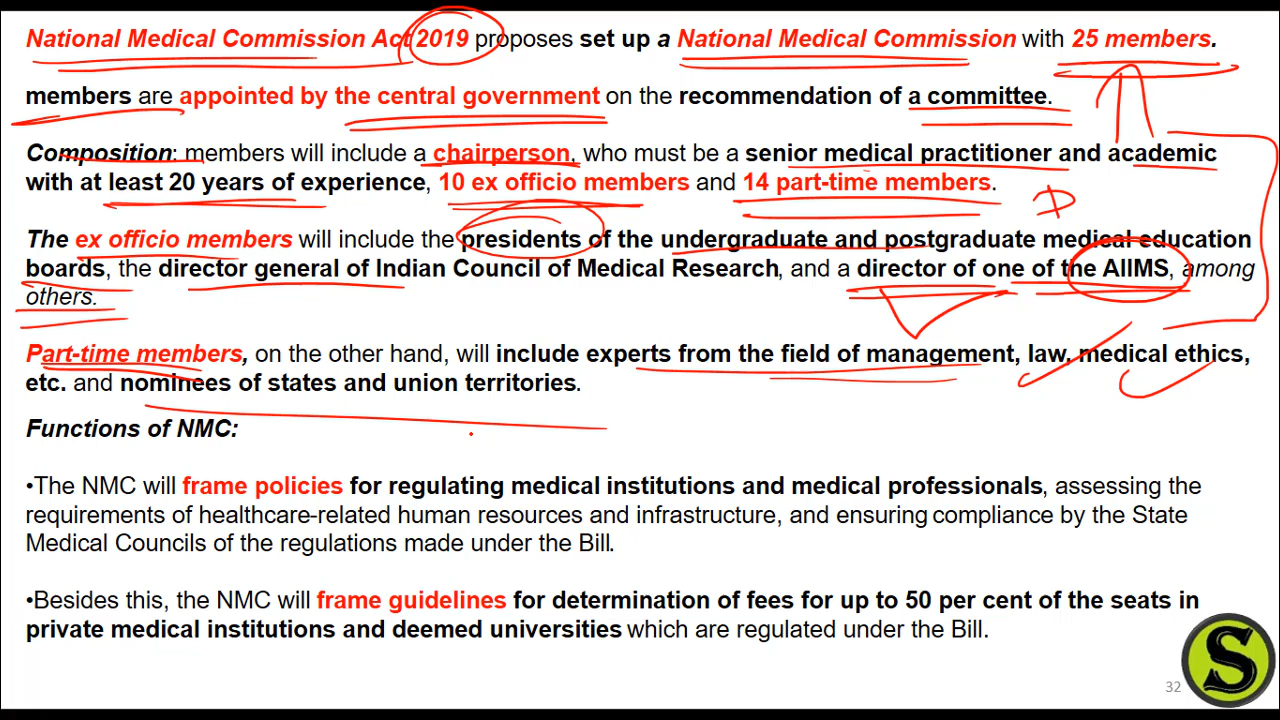 National Medical Commission Act 2019 proposes set up a National Medical Commission with 25 members.
members are appointed by the central government on the recommendation of a committee.
Composition: members will include a chairperson, who must be a senior medical practitioner and academic
with at least 20 years of experience, 10 ex officio members and 14 part-time members.
The ex officio members will include the presidents of the undergraduate and postgraduate medical education
boards, the director general of Indian Council of Medical Research, and a director of one of the AIIMS, among
others.
Part-time members, on the other hand, will include experts from the field of management, law, medical ethics,
etc. and nominees of states and union territories.
Functions of NMC:
•The NMC will frame policies for regulating medical institutions and medical professionals, assessing the
requirements of healthcare-related human resources and infrastructure, and ensuring compliance by the State
Medical Councils of the regulations made under the Bill.
•Besides this, the NMC will frame guidelines for determination of fees for up to 50 per cent of the seats in
private medical institutions and deemed universities which are regulated under the Bill.
32
S